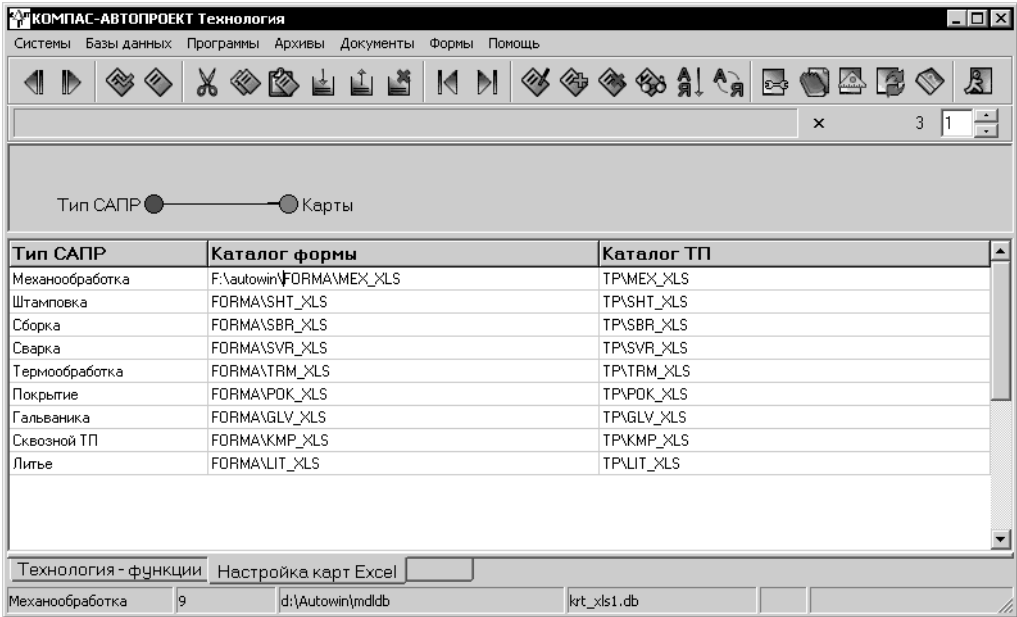 КОМПАС-АВТОПРОЕКТ Технология
Системы Базы данных Программы Архивы Документы Формы Помощь
3 1
Тип САПР Карты
Тип САПР Каталог формы Каталог ТП
Механообработка F:\autowin\FORMA\MEX_XLS TP\MEX_XLS
Штамповка FORMA\SHT_XLS TP\SHT_XLS
Сборка FORMA\SBR_XLS TP\SBR_XLS
Сварка FORMA\SVR_XLS TP\SVR_XLS
Термообработка FORMA\TRM_XLS TP\TRM_XLS
Покрытие FORMA\POK_XLS TP\POK_XLS
Гальваника FORMA\GLV_XLS TP\GLV_XLS
Сквозной ТП FORMA\KMP_XLS TP\KMP_XLS
Литье FORMA\LIT_XLS TP\LIT_XLS
Технология - функции Настройка карт Excel
Механообработка 9 d:\Autowin\mdldb krt_xls1.db